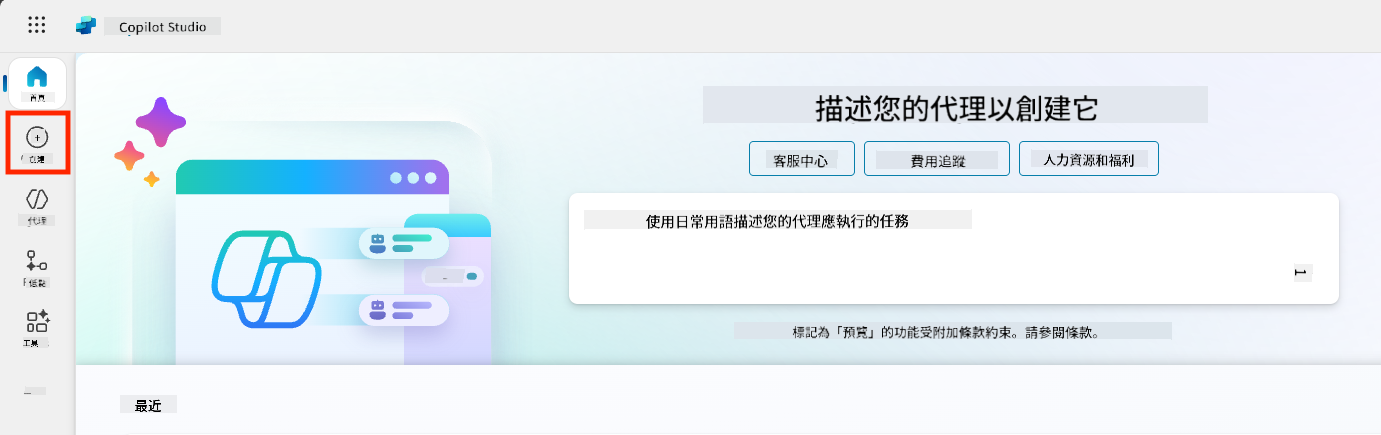 Copilot Studio
首頁
創建
代理
工具
描述您的代理以創建它
客服中心
費用追蹤
人力資源和福利
使用日常用語描述您的代理應執行的任務
標記為「預覽」的功能受附加條款約束。請參閱條款。
最近